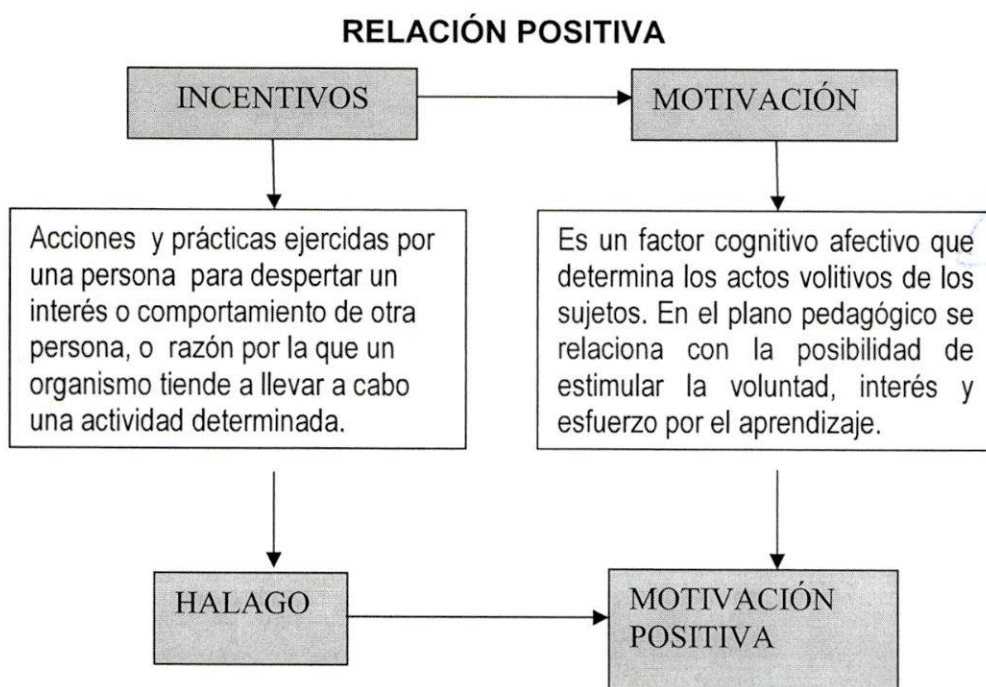 RELACIÓN POSITIVA
INCENTIVOS
MOTIVACIÓN
Acciones y prácticas ejercidas por
una persona para despertar un
interés o comportamiento de otra
persona, o razón por la que un
organismo tiende a llevar a cabo
una actividad determinada.
Es un factor cognitivo afectivo que
determina los actos volitivos de los
sujetos. En el plano pedagógico se
relaciona con la posibilidad de
estimular la voluntad, interés y
esfuerzo por el aprendizaje.
HALAGO
MOTIVACIÓN
POSITIVA